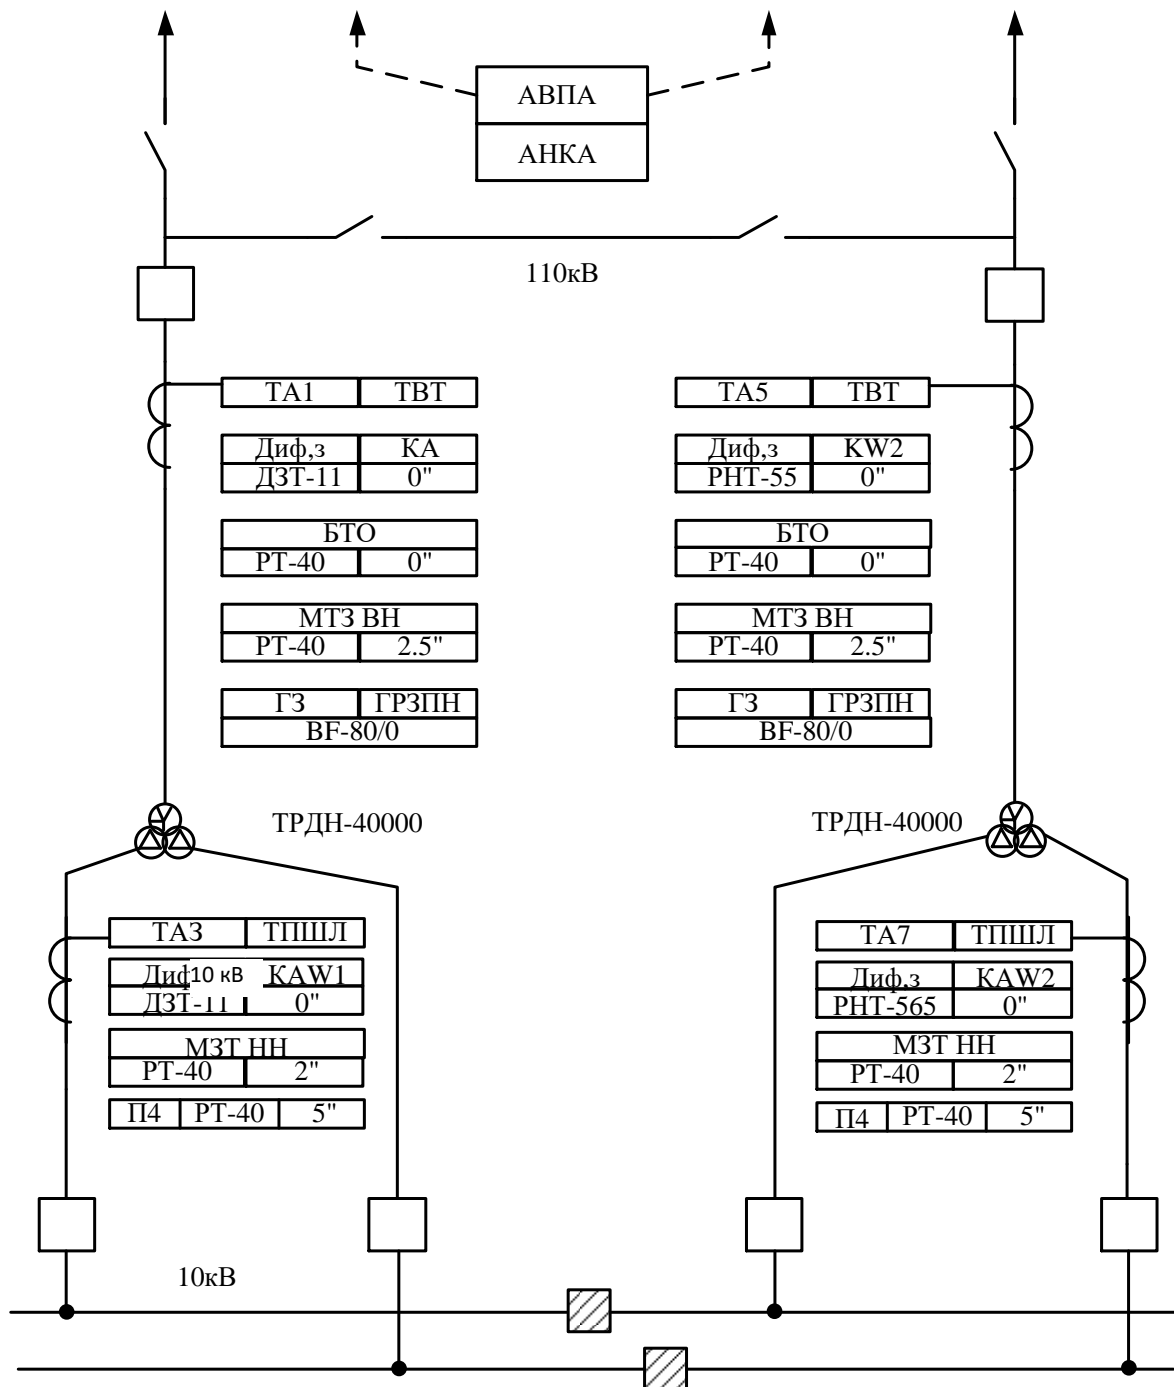 АВПА
АНКА
110кВ
ТА1 ТВТ
Диф,з КА
ДЗТ-11 0"
БТО
РТ-40 0"
МТЗ ВН
РТ-40 2.5"
ГЗ ГРЗПН
BF-80/0
ТА5 ТВТ
Диф,з KW2
РНТ-55 0"
БТО
РТ-40 0"
МТЗ ВН
РТ-40 2.5"
ГЗ ГРЗПН
BF-80/0
ТРДН-40000
ТРДН-40000
ТА3 ТПШЛ
Диф 10 кВ KAW1
ДЗТ-11 0"
МЗТ НН
РТ-40 2"
П4 РТ-40 5"
ТА7 ТПШЛ
Диф,з KAW2
РНТ-565 0"
МЗТ НН
РТ-40 2"
П4 РТ-40 5"
10кВ